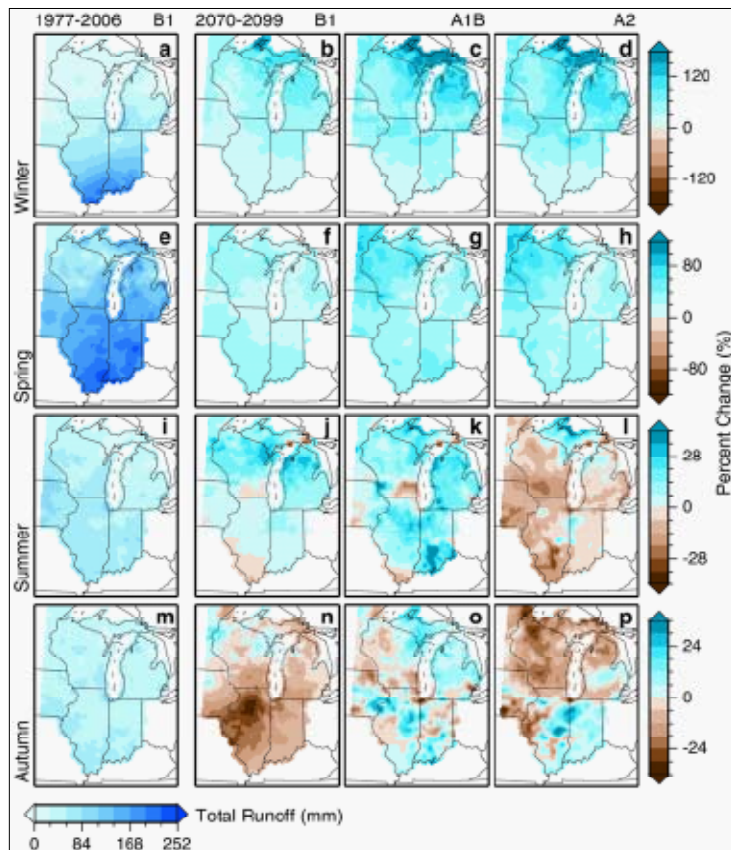 1977-2006 B1 2070-2099 B1 A1B A2
a b c d
120
0
-120
Winter
e f g h
80
0
-80
Spring
Percent Change (%)
i j k l
28
0
-28
Summer
m n o p
24
0
-24
Autumn
Total Runoff (mm)
0 84 168 252